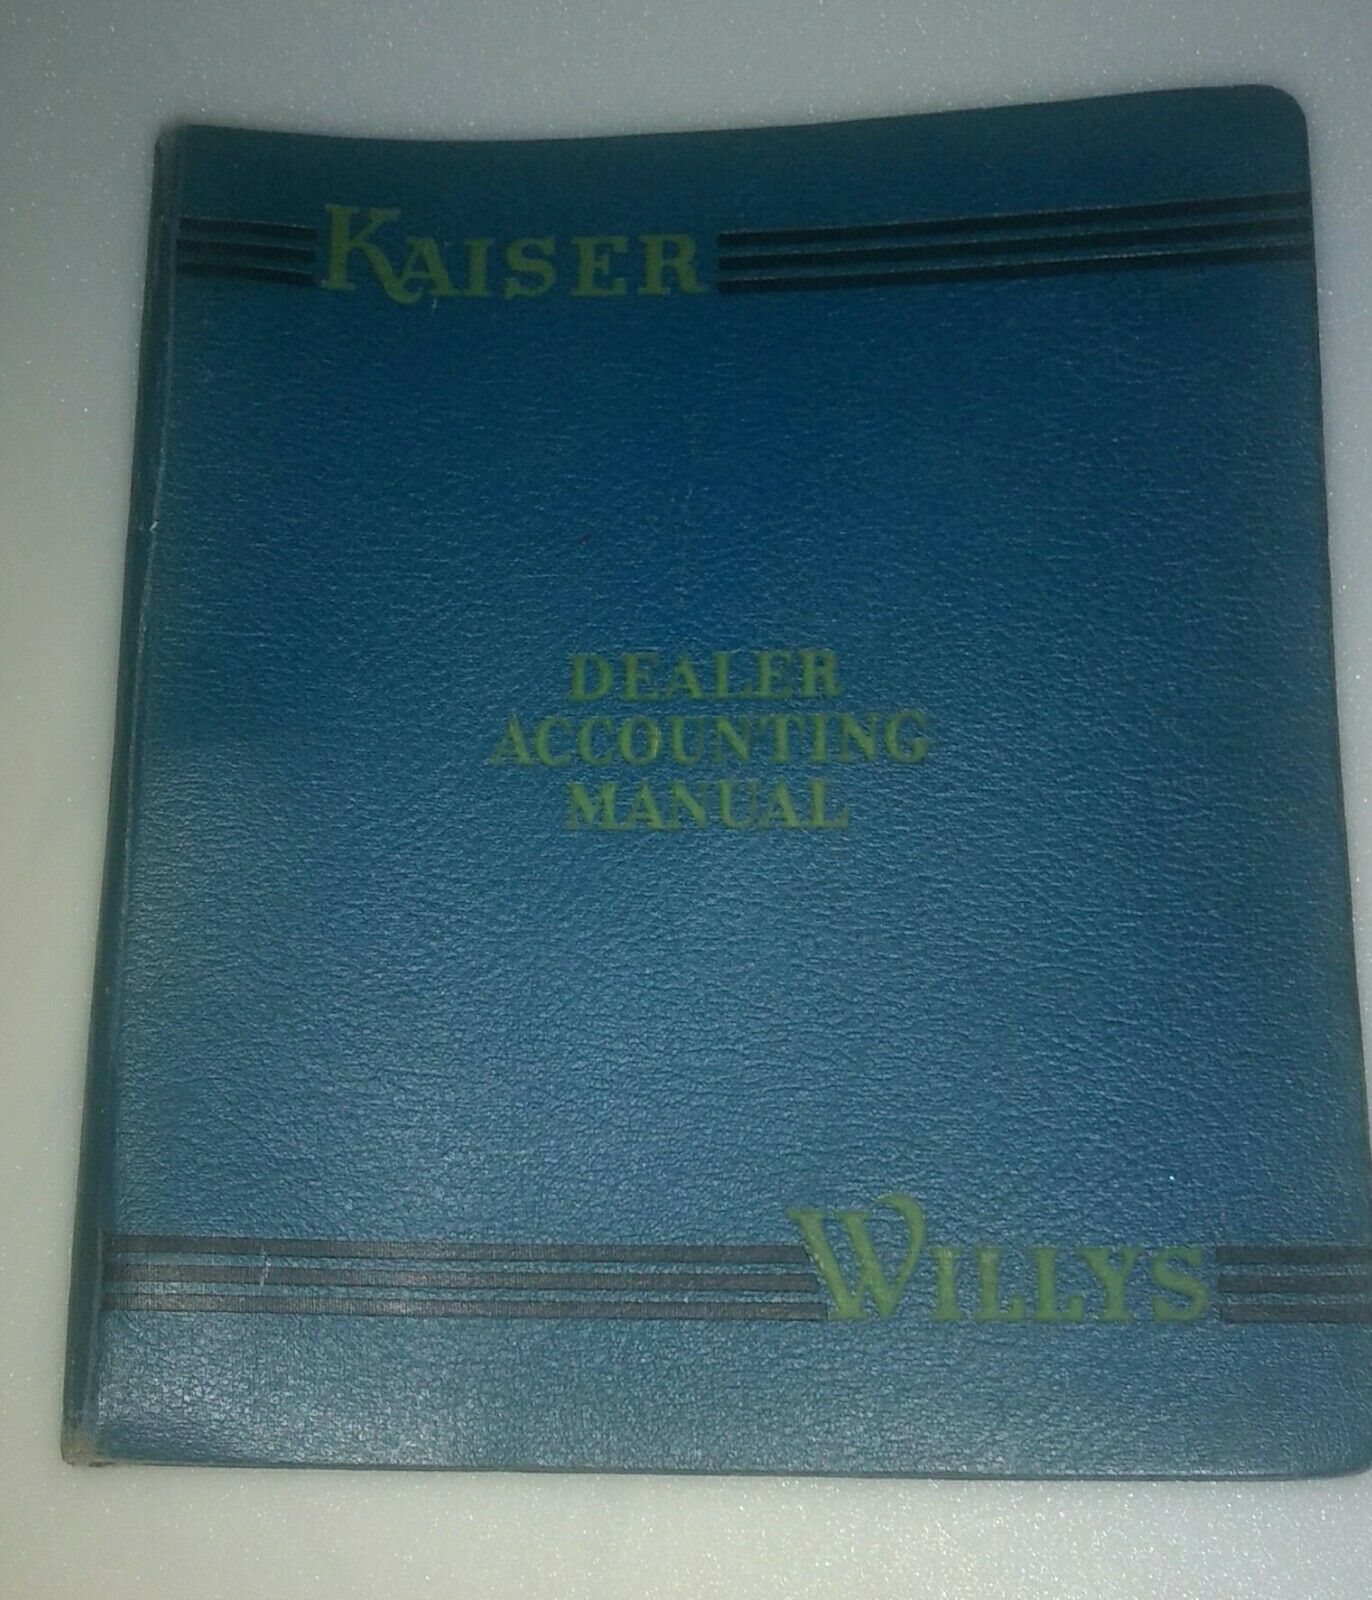 KAISER
DEALER
ACCOUNTING
MANUAL
WILLYS